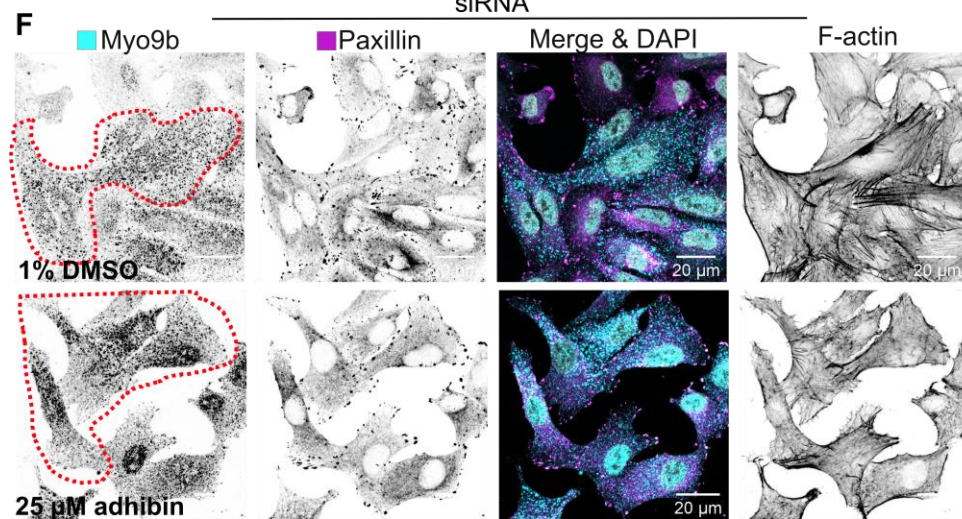 siRNA
F
Myo9b Paxillin Merge & DAPI F-actin
1% DMSO
20 µm
25 µM adhibin
20 µm